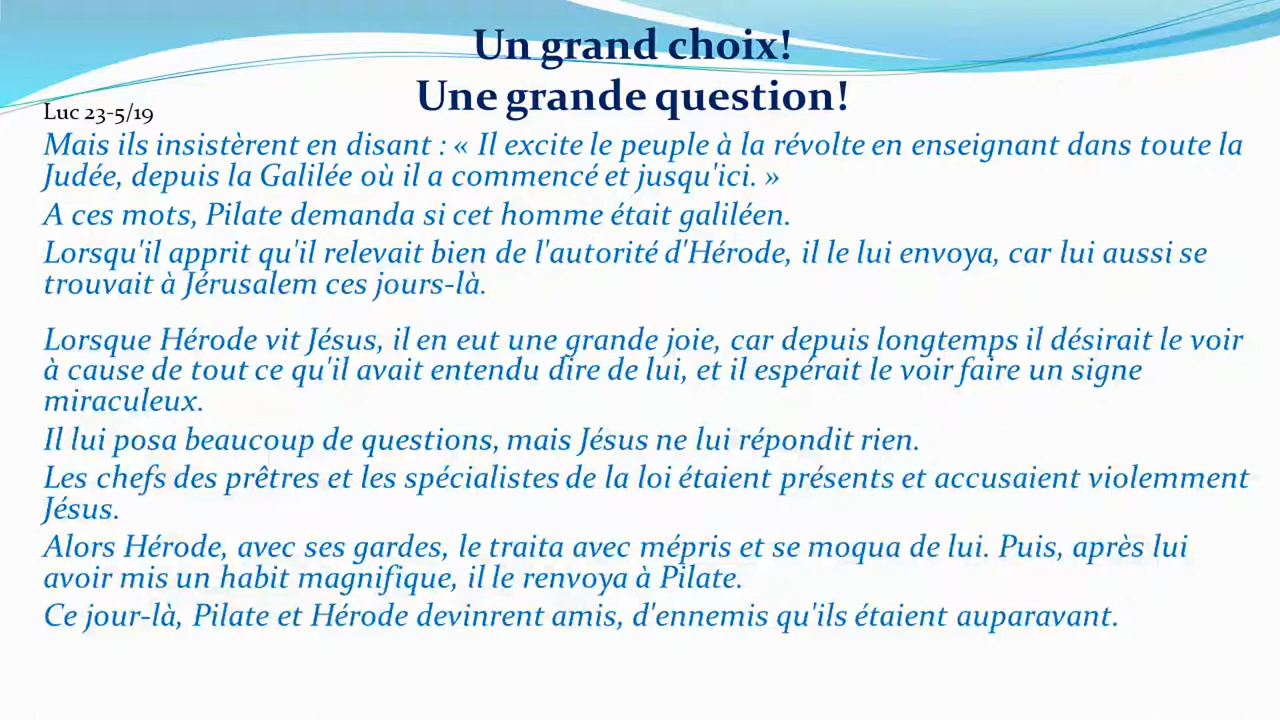 Un grand choix!
Une grande question!
Luc 23-5/19
Mais ils insistèrent en disant : « Il excite le peuple à la révolte en enseignant dans toute la
Judée, depuis la Galilée où il a commencé et jusqu'ici. »
A ces mots, Pilate demanda si cet homme était galiléen.
Lorsqu'il apprit qu'il relevait bien de l'autorité d'Hérode, il le lui envoya, car lui aussi se
trouvait à Jérusalem ces jours-là.
Lorsque Hérode vit Jésus, il en eut une grande joie, car depuis longtemps il désirait le voir
à cause de tout ce qu'il avait entendu dire de lui, et il espérait le voir faire un signe
miraculeux.
Il lui posa beaucoup de questions, mais Jésus ne lui répondit rien.
Les chefs des prêtres et les spécialistes de la loi étaient présents et accusaient violemment
Jésus.
Alors Hérode, avec ses gardes, le traita avec mépris et se moqua de lui. Puis, après lui
avoir mis un habit magnifique, il le renvoya à Pilate.
Ce jour-là, Pilate et Hérode devinrent amis, d'ennemis qu'ils étaient auparavant.